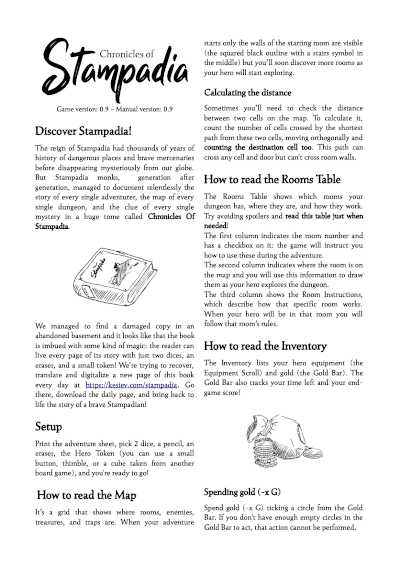 Chronicles of
Stampadia
Game version: 0.9 – Manual version: 0.9
Discover Stampadia!
The reign of Stampadia had thousands of years of
history of dangerous places and brave mercenaries
before disappearing mysteriously from our globe.
But Stampadia monks, generation after
generation, managed to document relentlessly the
story of every single adventurer, the map of every
single dungeon, and the clue of every single
mystery in a huge tome called Chronicles Of
Stampadia.
We managed to find a damaged copy in an
abandoned basement and it looks like that the book
is imbued with some kind of magic: the reader can
live every page of its story with just two dices, an
eraser, and a small token! We're trying to recover,
translate and digitalize a new page of this book
every day at https://kesiev.com/stampadia. Go
there, download the daily page, and bring back to
life the story of a brave Stampadian!
Setup
Print the adventure sheet, pick 2 dice, a pencil, an
eraser, the Hero Token (you can use a small
button, thimble, or a cube taken from another
board game), and you're ready to go!
How to read the Map
It's a grid that shows where rooms, enemies,
treasures, and traps are. When your adventure
starts only the walls of the starting room are visible
(the squared black outline with a stairs symbol in
the middle) but you'll soon discover more rooms as
your hero will start exploring.
Calculating the distance
Sometimes you'll need to check the distance
between two cells on the map. To calculate it,
count the number of cells crossed by the shortest
path from these two cells, moving orthogonally and
counting the destination cell too. This path can
cross any cell and door but can't cross room walls.
How to read the Rooms Table
The Rooms Table shows which rooms your
dungeon has, where they are, and how they work.
Try avoiding spoilers and read this table just when
needed!
The first column indicates the room number and
has a checkbox on it: the game will instruct you
how to use these during the adventure.
The second column indicates where the room is on
the map and you will use this information to draw
them as your hero explores the dungeon.
The third column shows the Room Instructions,
which describe how that specific room works.
When your hero will be in that room you will
follow that room's rules.
How to read the Inventory
The Inventory lists your hero equipment (the
Equipment Scroll) and gold (the Gold Bar). The
Gold Bar also tracks your time left and your end-
game score!
Spending gold (-x G)
Spend gold (-x G) ticking a circle from the Gold
Bar. If you don't have enough empty circles in the
Gold Bar to act, that action cannot be performed.